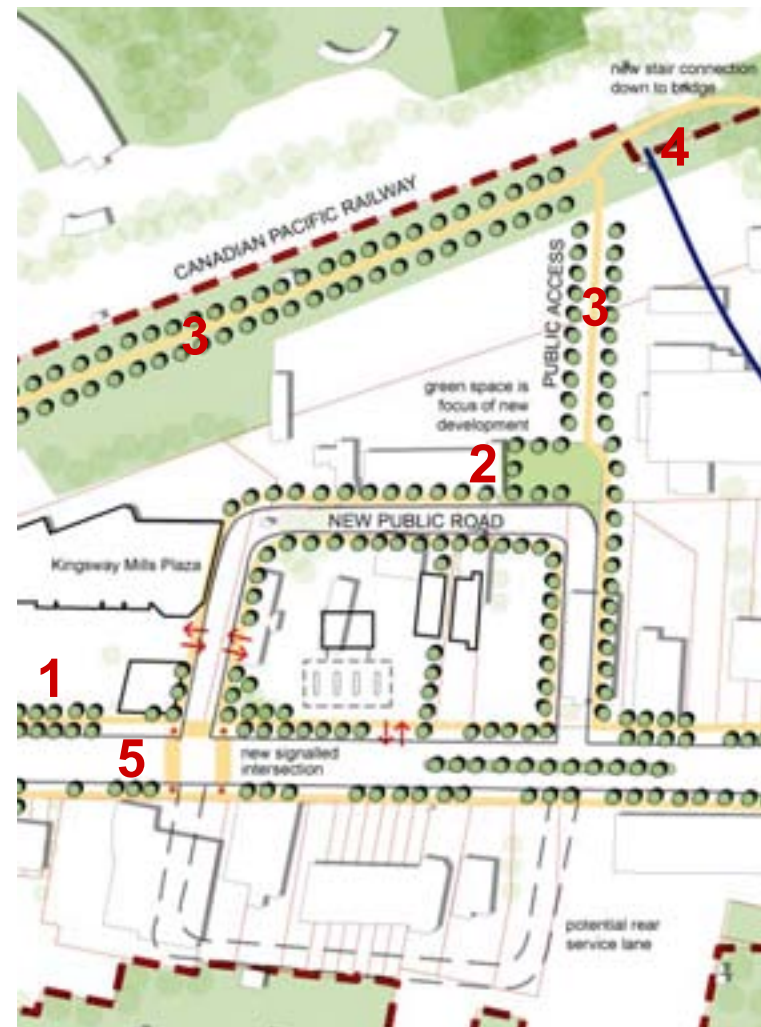 new stair connection
down to bridge
4
CANADIAN PACIFIC RAILWAY
3
PUBLIC ACCESS
3
green space is
focus of new
development
2
NEW PUBLIC ROAD
Kingsway Mills Plaza
1
5
new signalled
intersection
potential rear
service lane